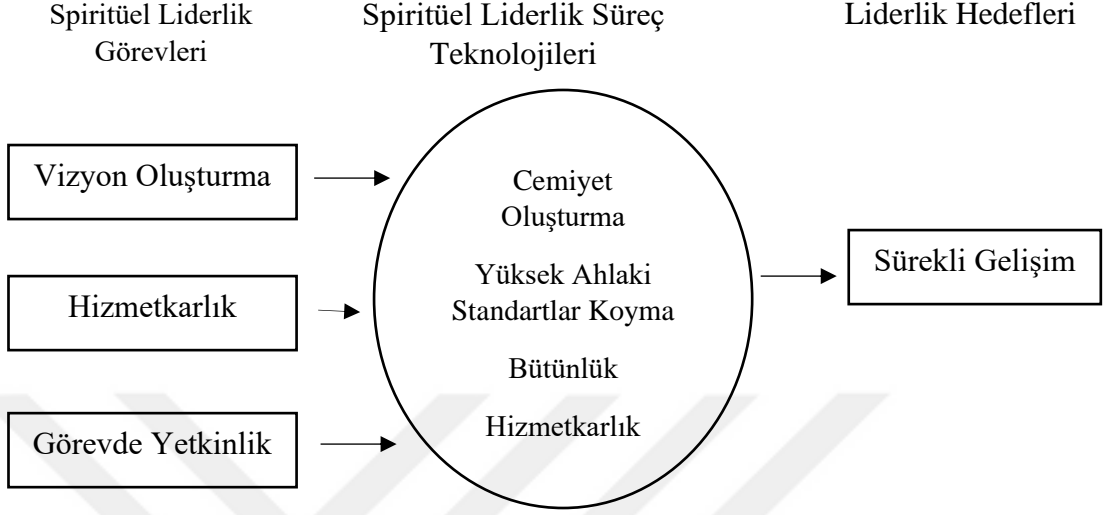 Spiritüel Liderlik
Görevleri
Spiritüel Liderlik Süreç
Teknolojileri
Liderlik Hedefleri
Vizyon Oluşturma
Hizmetkarlık
Görevde Yetkinlik
Cemiyet
Oluşturma
Yüksek Ahlaki
Standartlar Koyma
Bütünlük
Hizmetkarlık
Sürekli Gelişim